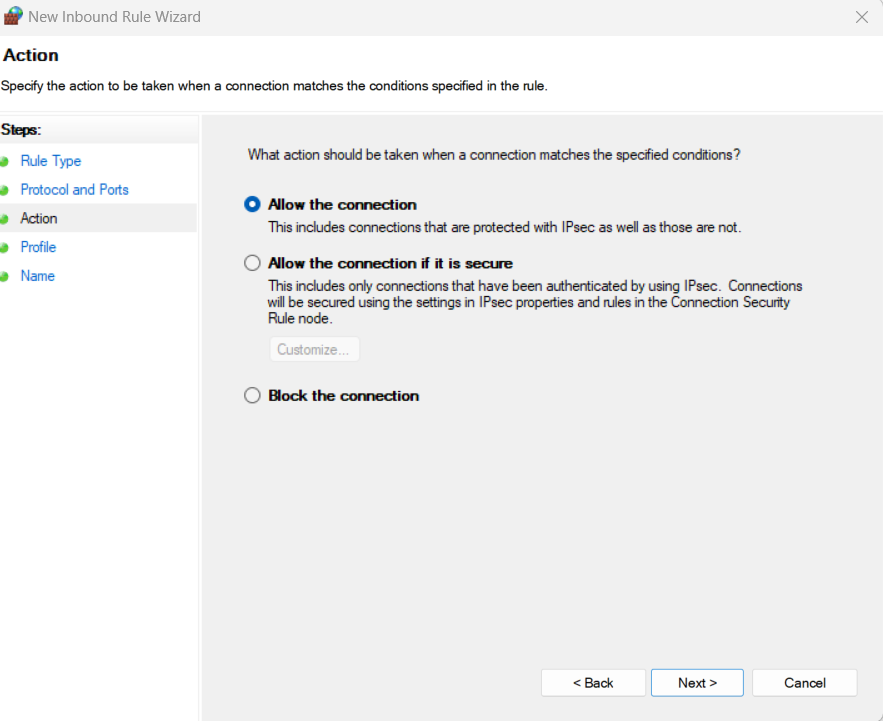 New Inbound Rule Wizard
Action
Specify the action to be taken when a connection matches the conditions specified in the rule.
Steps:
Rule Type
Protocol and Ports
Action
Profile
Name
What action should be taken when a connection matches the specified conditions?
Allow the connection
This includes connections that are protected with IPsec as well as those are not.
Allow the connection if it is secure
This includes only connections that have been authenticated by using IPsec. Connections
will be secured using the settings in IPsec properties and rules in the Connection Security
Rule node.
Customize...
Block the connection
< Back
Next >
Cancel